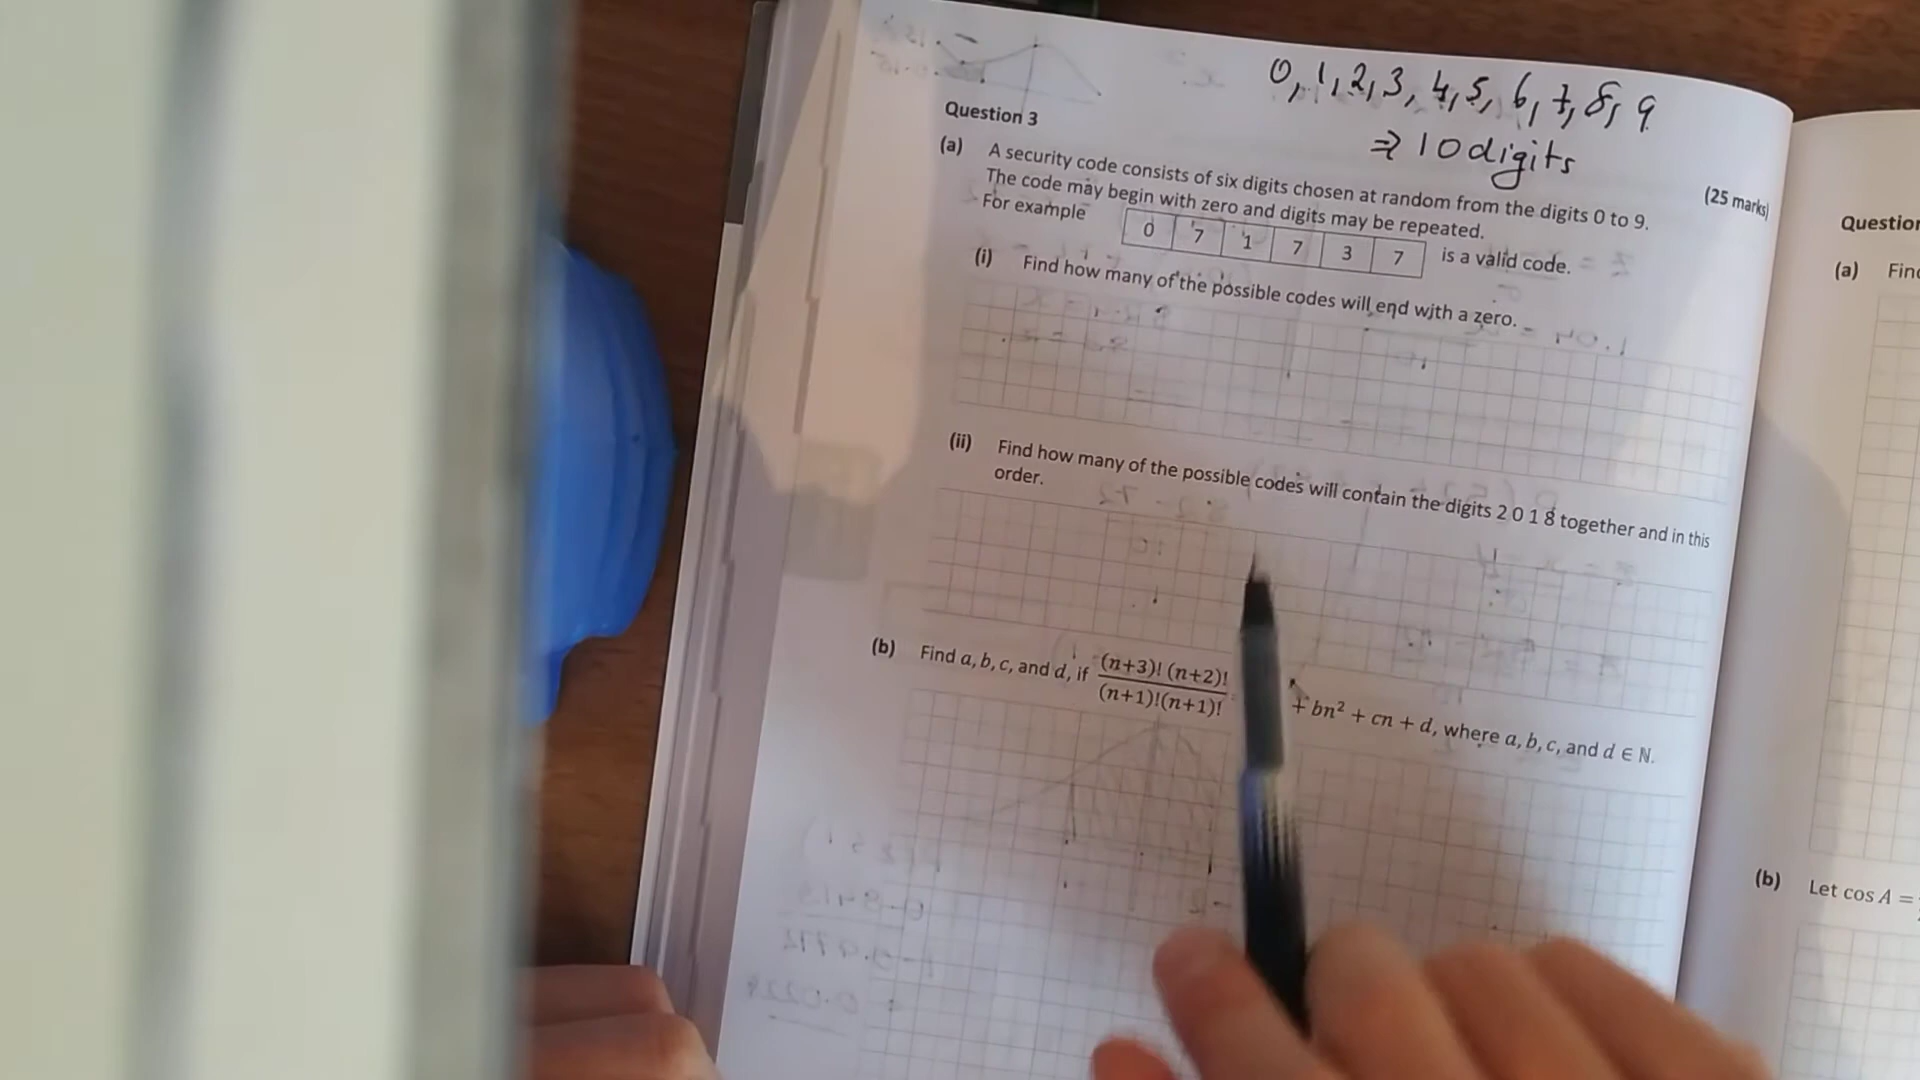 0, 1, 2, 3, 4, 5, 6, 7, 8, 9
⇒ 10 digits
Question 3
(25 marks)
(a) A security code consists of six digits chosen at random from the digits 0 to 9.
The code may begin with zero and digits may be repeated.
For example 0 7 1 7 3 7 is a valid code.
(i) Find how many of the possible codes will end with a zero.
(ii) Find how many of the possible codes will contain the digits 2 0 1 8 together and in this
order.
(b) Find a, b, c, and d, if (n+3)! (n+2)! / (n+1)!(n+1)! + bn² + cn + d, where a, b, c, and d ∈ ℕ.
Question
(a) Find
(b) Let cos A =